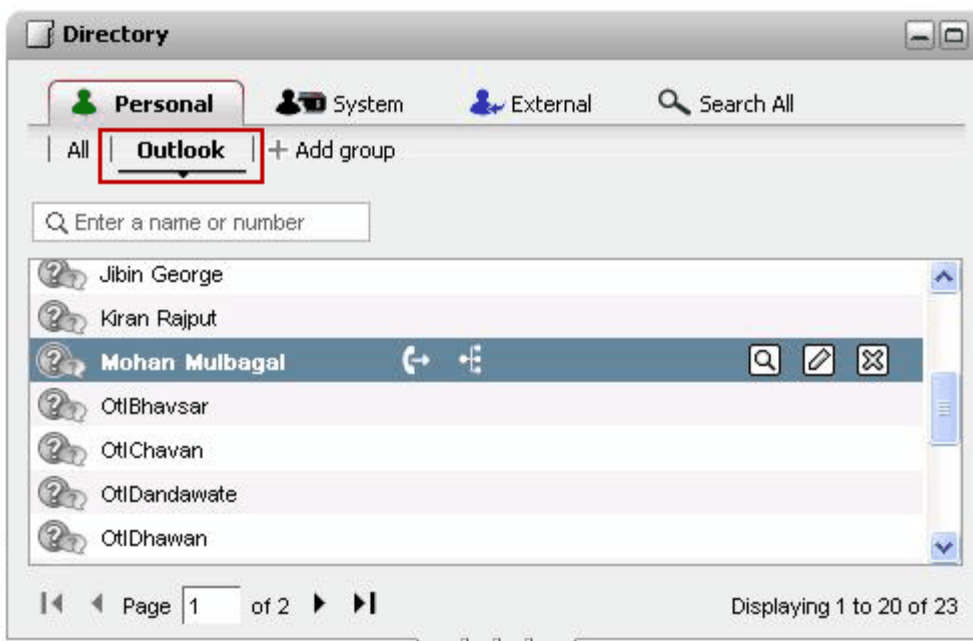 Directory
Personal System External Search All
All Outlook Add group
Enter a name or number
Jibin George
Kiran Rajput
Mohan Mulbagal
OtlBhavsar
OtlChavan
OtlDandawate
OtlDhawan
Page 1 of 2 Displaying 1 to 20 of 23